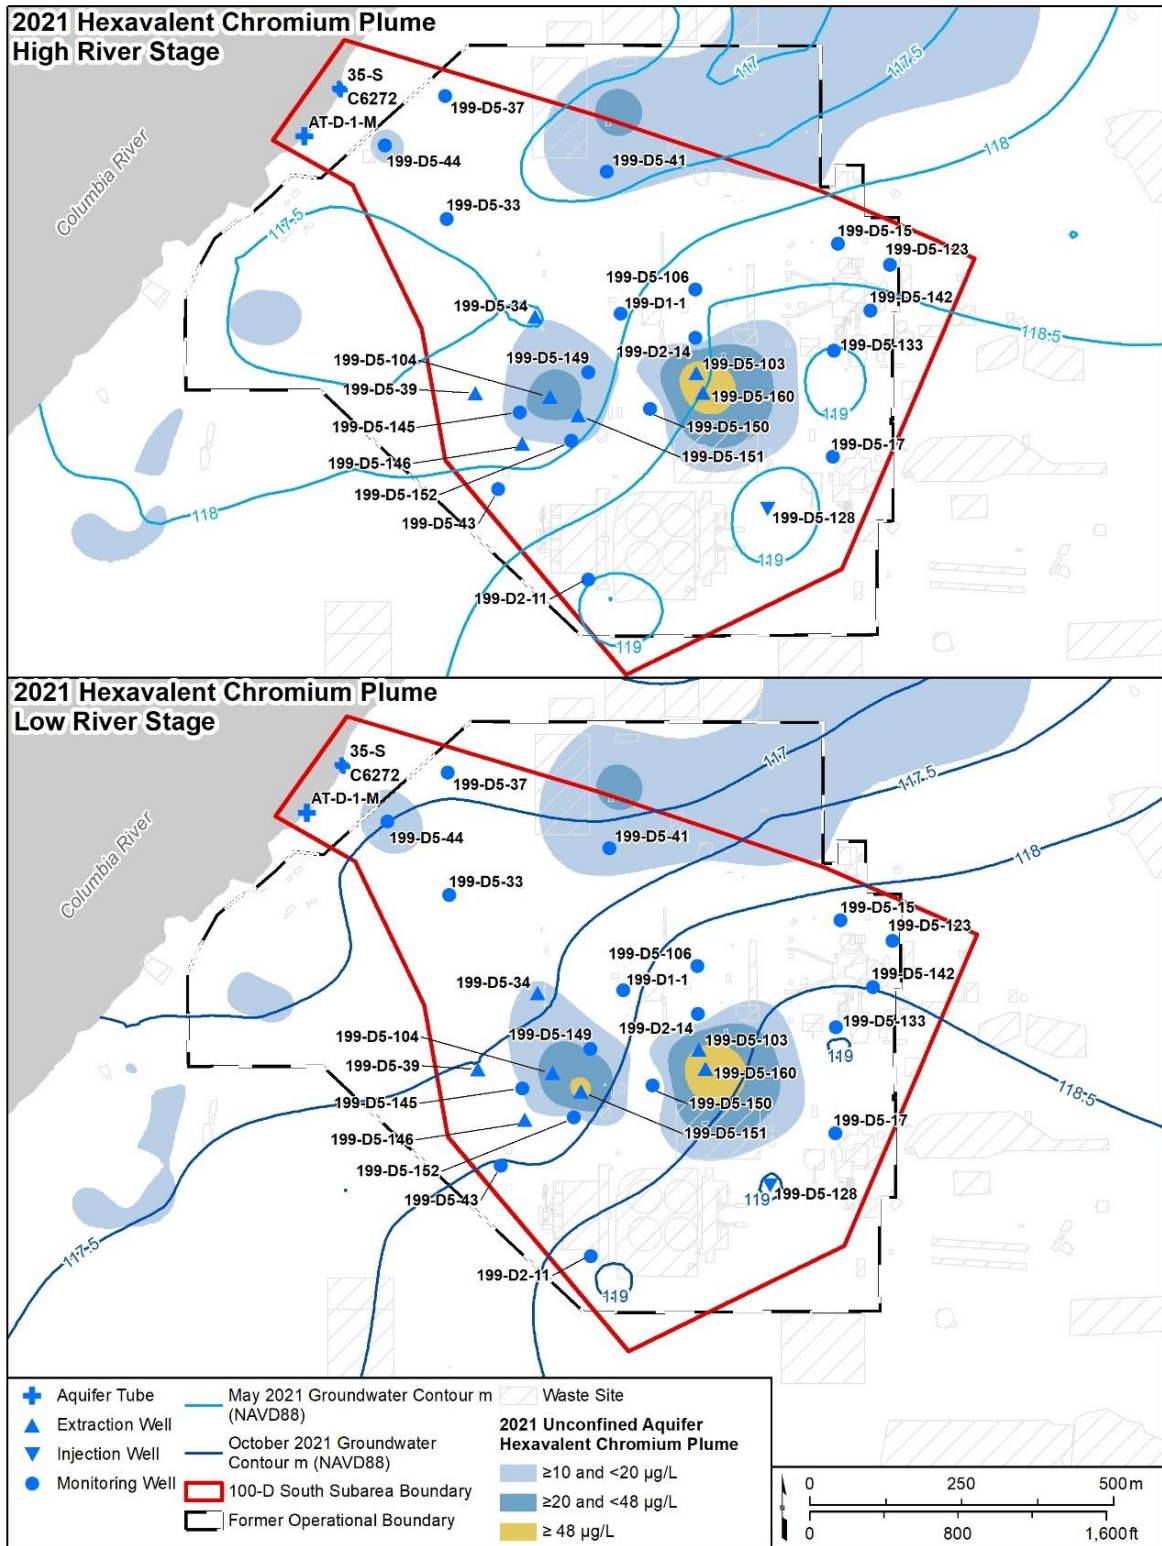 2021 Hexavalent Chromium Plume
High River Stage
117
117.5
35-S
C6272
199-D5-37
AT-D-1-M
Columbia River
199-D5-44
199-D5-41
118
199-D5-33
117.5
199-D5-15
199-D5-123
199-D5-106
199-D5-34
199-D1-1
199-D5-142
118.5
199-D5-104
199-D5-149
199-D2-14
199-D5-133
199-D5-103
199-D5-39
199-D5-160
119
199-D5-145
199-D5-150
199-D5-17
199-D5-146
199-D5-151
199-D5-152
118
199-D5-43
199-D5-128
119
199-D2-11
119
2021 Hexavalent Chromium Plume
Low River Stage
117
35-S
C6272
199-D5-37
117.5
AT-D-1-M
Columbia River
199-D5-44
199-D5-41
118
199-D5-33
199-D5-15
199-D5-123
199-D5-106
199-D5-34
199-D1-1
199-D5-142
199-D5-104
199-D5-149
199-D2-14
199-D5-133
199-D5-103
119
199-D5-39
199-D5-160
118.5
199-D5-145
199-D5-150
199-D5-17
199-D5-146
199-D5-151
199-D5-152
199-D5-43
199-D5-128
119
117.5
199-D2-11
119
Aquifer Tube
Extraction Well
Injection Well
Monitoring Well
May 2021 Groundwater Contour m
(NAVD88)
October 2021 Groundwater
Contour m (NAVD88)
100-D South Subarea Boundary
Former Operational Boundary
Waste Site
2021 Unconfined Aquifer
Hexavalent Chromium Plume
≥10 and <20 µg/L
≥20 and <48 µg/L
≥ 48 µg/L
0 250 500 m
0 800 1,600 ft